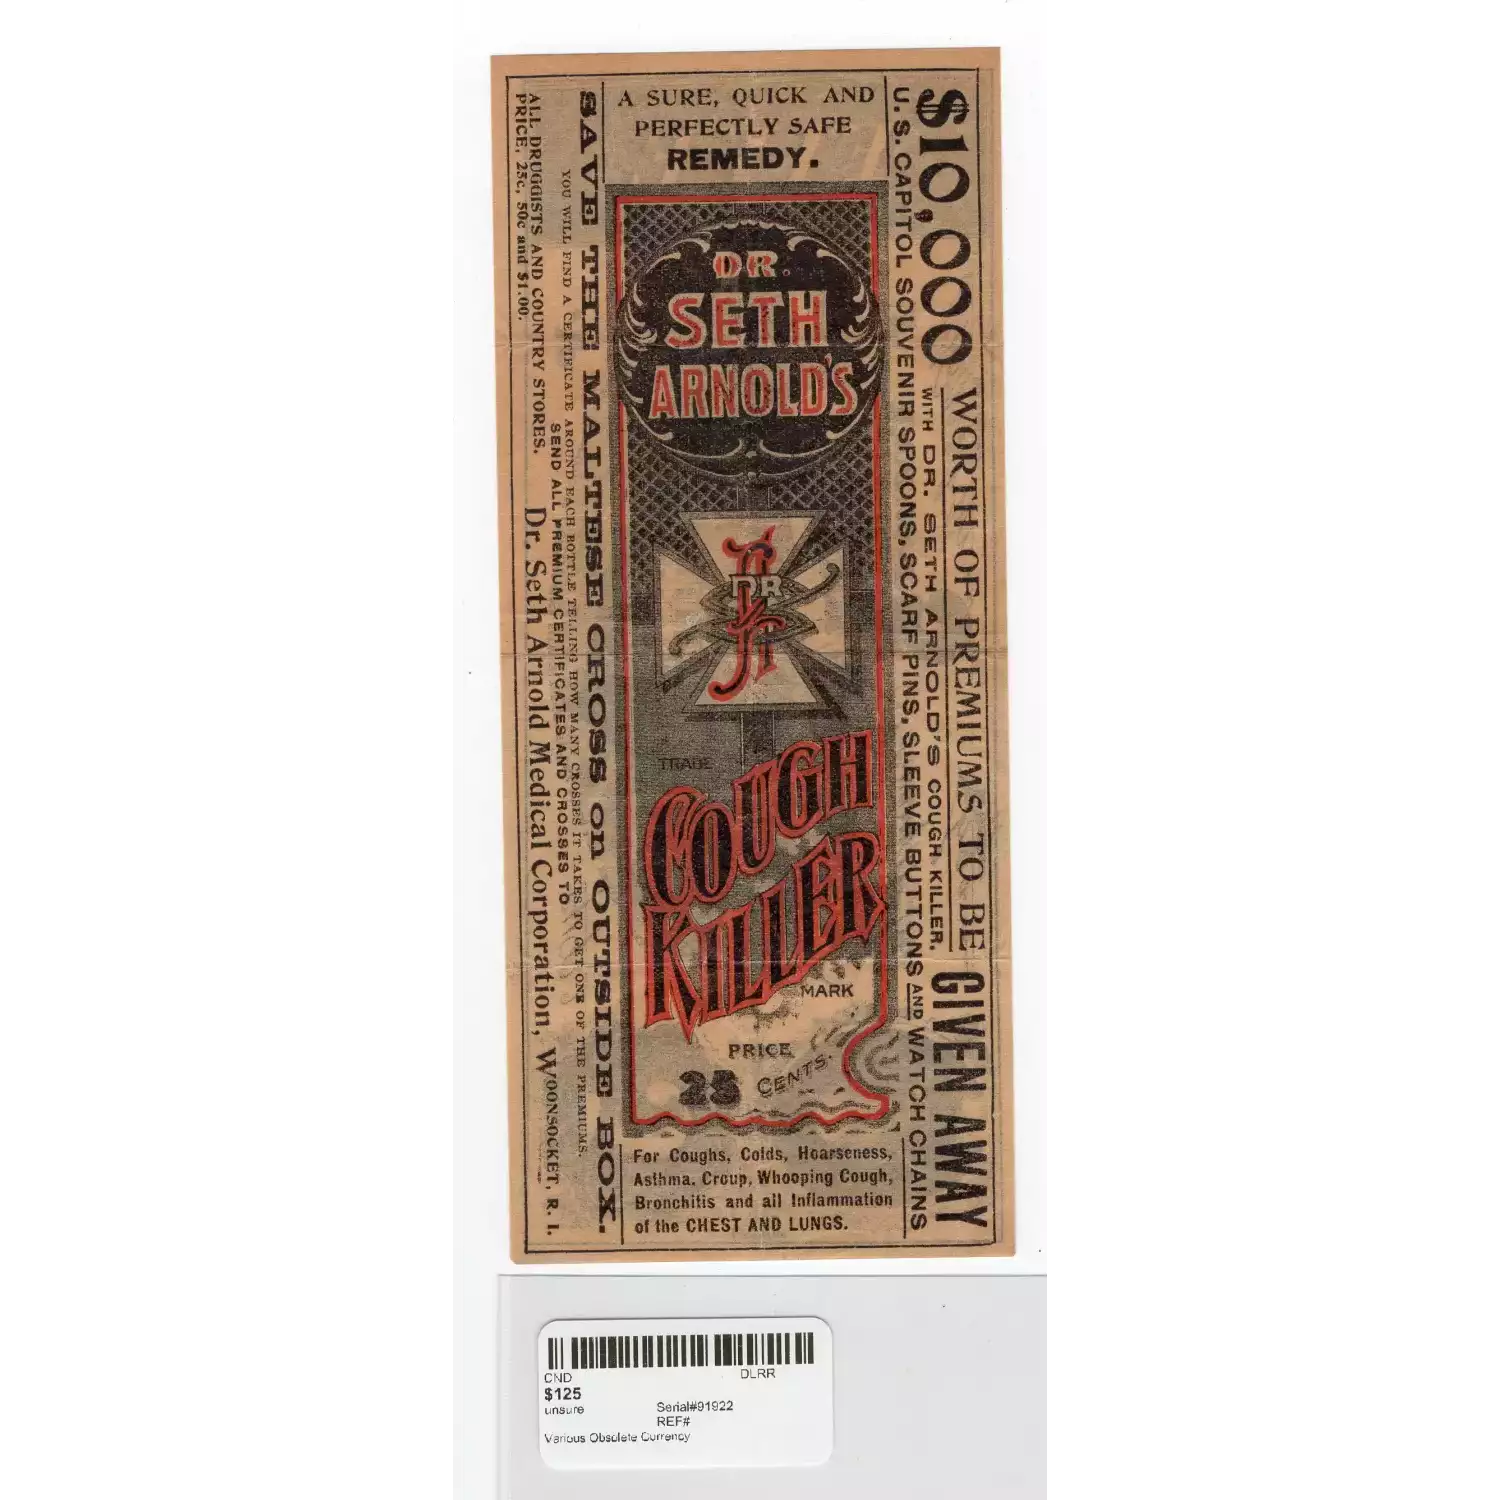 A SURE, QUICK AND
PERFECTLY SAFE
REMEDY.
DR.
SETH
ARNOLD'S
DR
A
TRADE
COUGH
KILLER
MARK
PRICE
25 CENTS.
For Coughs, Colds, Hoarseness,
Asthma, Croup, Whooping Cough,
Bronchitis and all Inflammation
of the CHEST AND LUNGS.
$10,000 WORTH OF PREMIUMS TO BE GIVEN AWAY
WITH DR. SETH ARNOLD'S COUGH KILLER.
U.S. CAPITOL SOUVENIR SPOONS, SCARF PINS, SLEEVE BUTTONS AND WATCH CHAINS
SAVE THE MALTESE CROSS on OUTSIDE BOX.
YOU WILL FIND A CERTIFICATE AROUND EACH BOTTLE TELLING HOW MANY CROSSES IT TAKES TO GET ONE OF THE PREMIUMS.
SEND ALL PREMIUM CERTIFICATES AND CROSSES TO
ALL DRUGGISTS AND COUNTRY STORES.
PRICE, 25c, 50c and $1.00.
Dr. Seth Arnold Medical Corporation, WOONSOCKET, R. I.
CND
DLRR
$125
unsure
Serial#91922
REF#
Various Obsolete Currency